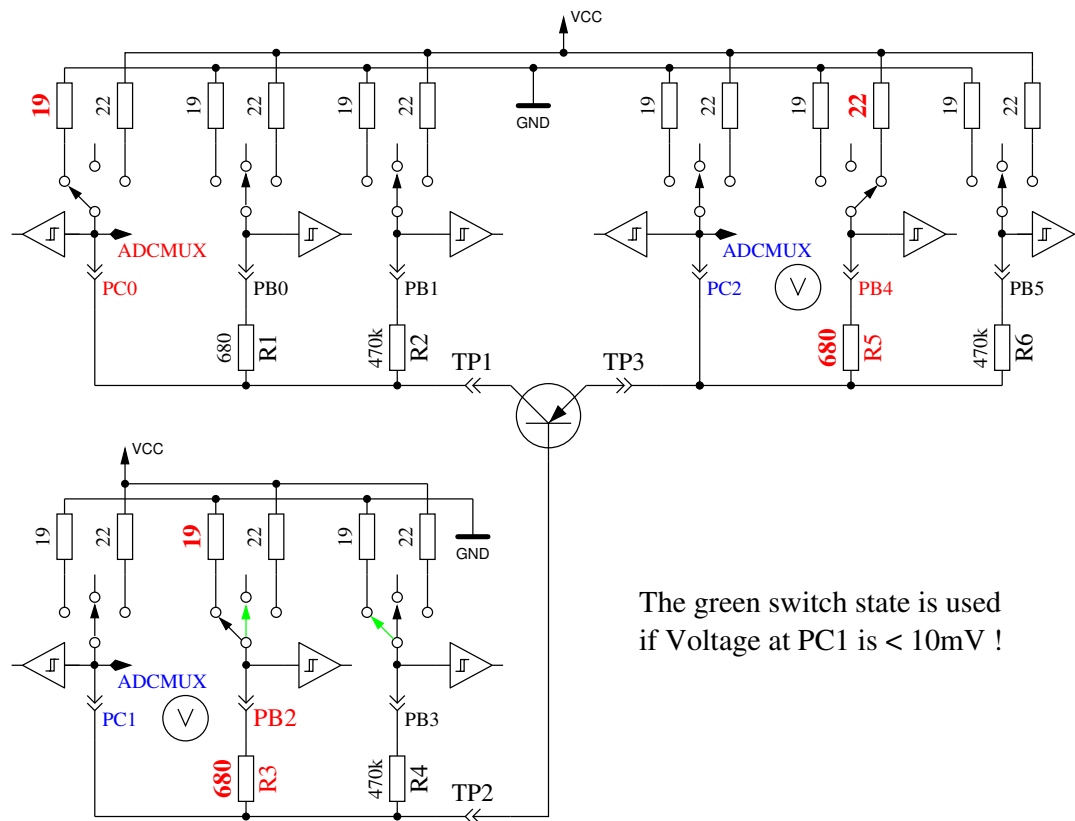 VCC
19
22
19
22
19
22
GND
19
22
19
22
19
22
ADCMUX
ADCMUX
PC0
PB0
PB1
PC2
V
PB4
PB5
680
R1
470k
R2
680
R5
470k
R6
TP1
TP3
VCC
19
22
19
22
19
22
GND
The green switch state is used
if Voltage at PC1 is < 10mV !
ADCMUX
PC1
V
PB2
PB3
680
R3
470k
R4
TP2